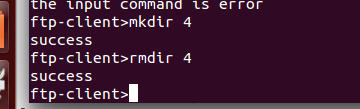 the input command is error
ftp-client>mkdir 4
success
ftp-client>rmdir 4
success
ftp-client>